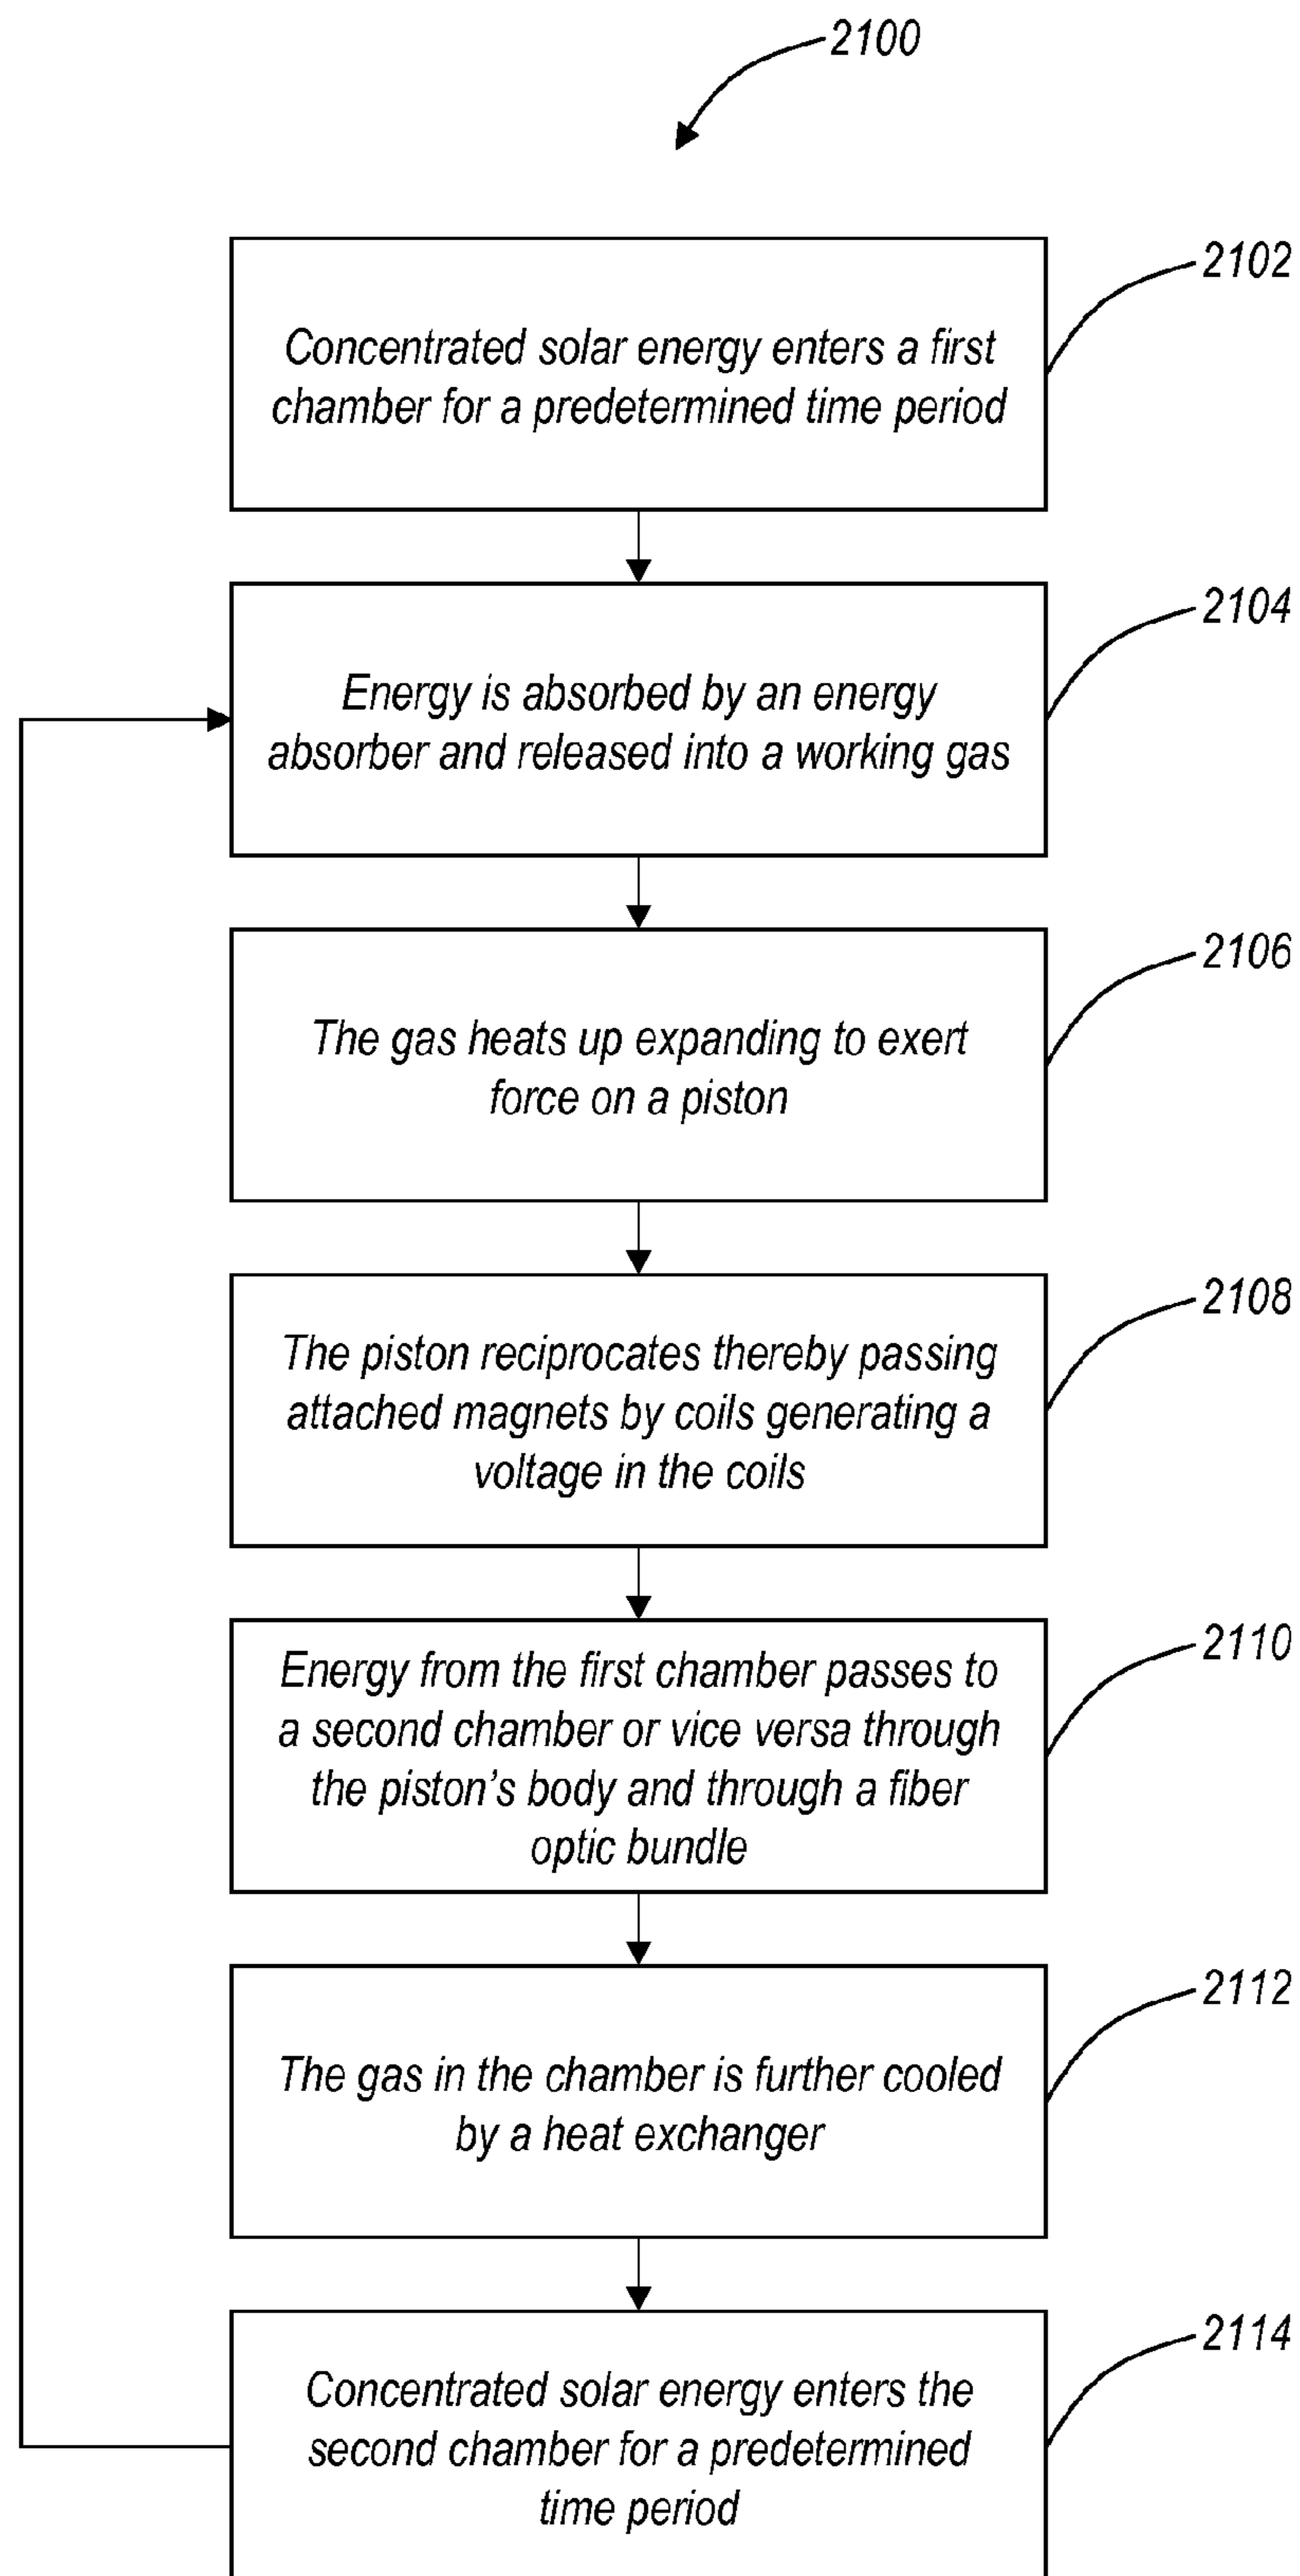 2100
2102
Concentrated solar energy enters a first
chamber for a predetermined time period
2104
Energy is absorbed by an energy
absorber and released into a working gas
2106
The gas heats up expanding to exert
force on a piston
2108
The piston reciprocates thereby passing
attached magnets by coils generating a
voltage in the coils
2110
Energy from the first chamber passes to
a second chamber or vice versa through
the piston's body and through a fiber
optic bundle
2112
The gas in the chamber is further cooled
by a heat exchanger
2114
Concentrated solar energy enters the
second chamber for a predetermined
time period